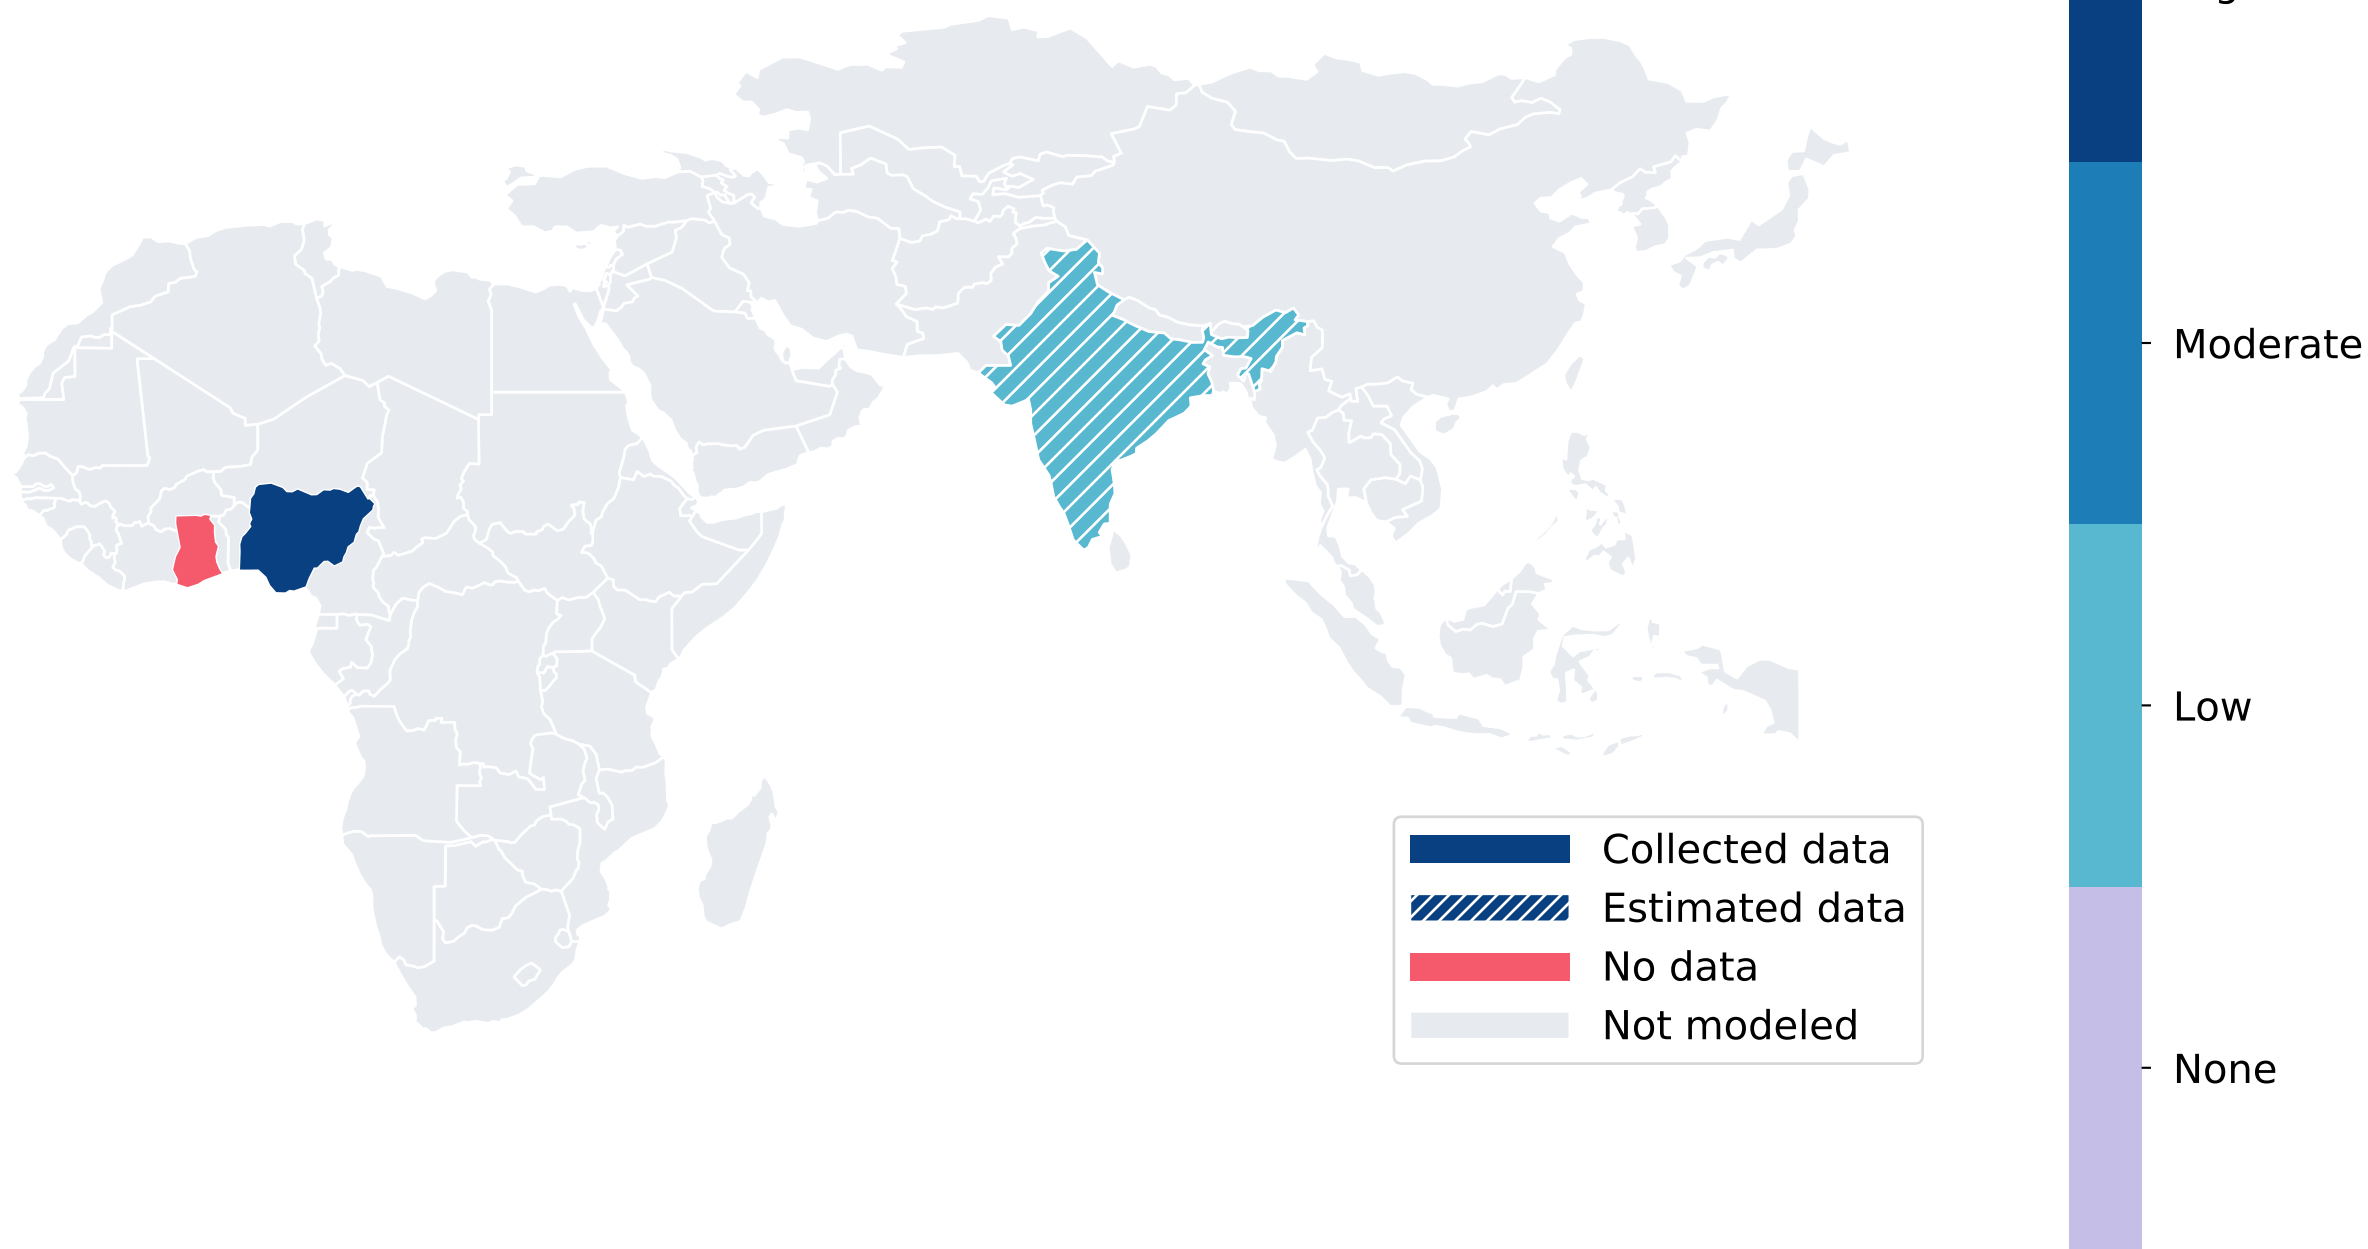 Moderate
Low
Collected data
Estimated data
No data
Not modeled
None